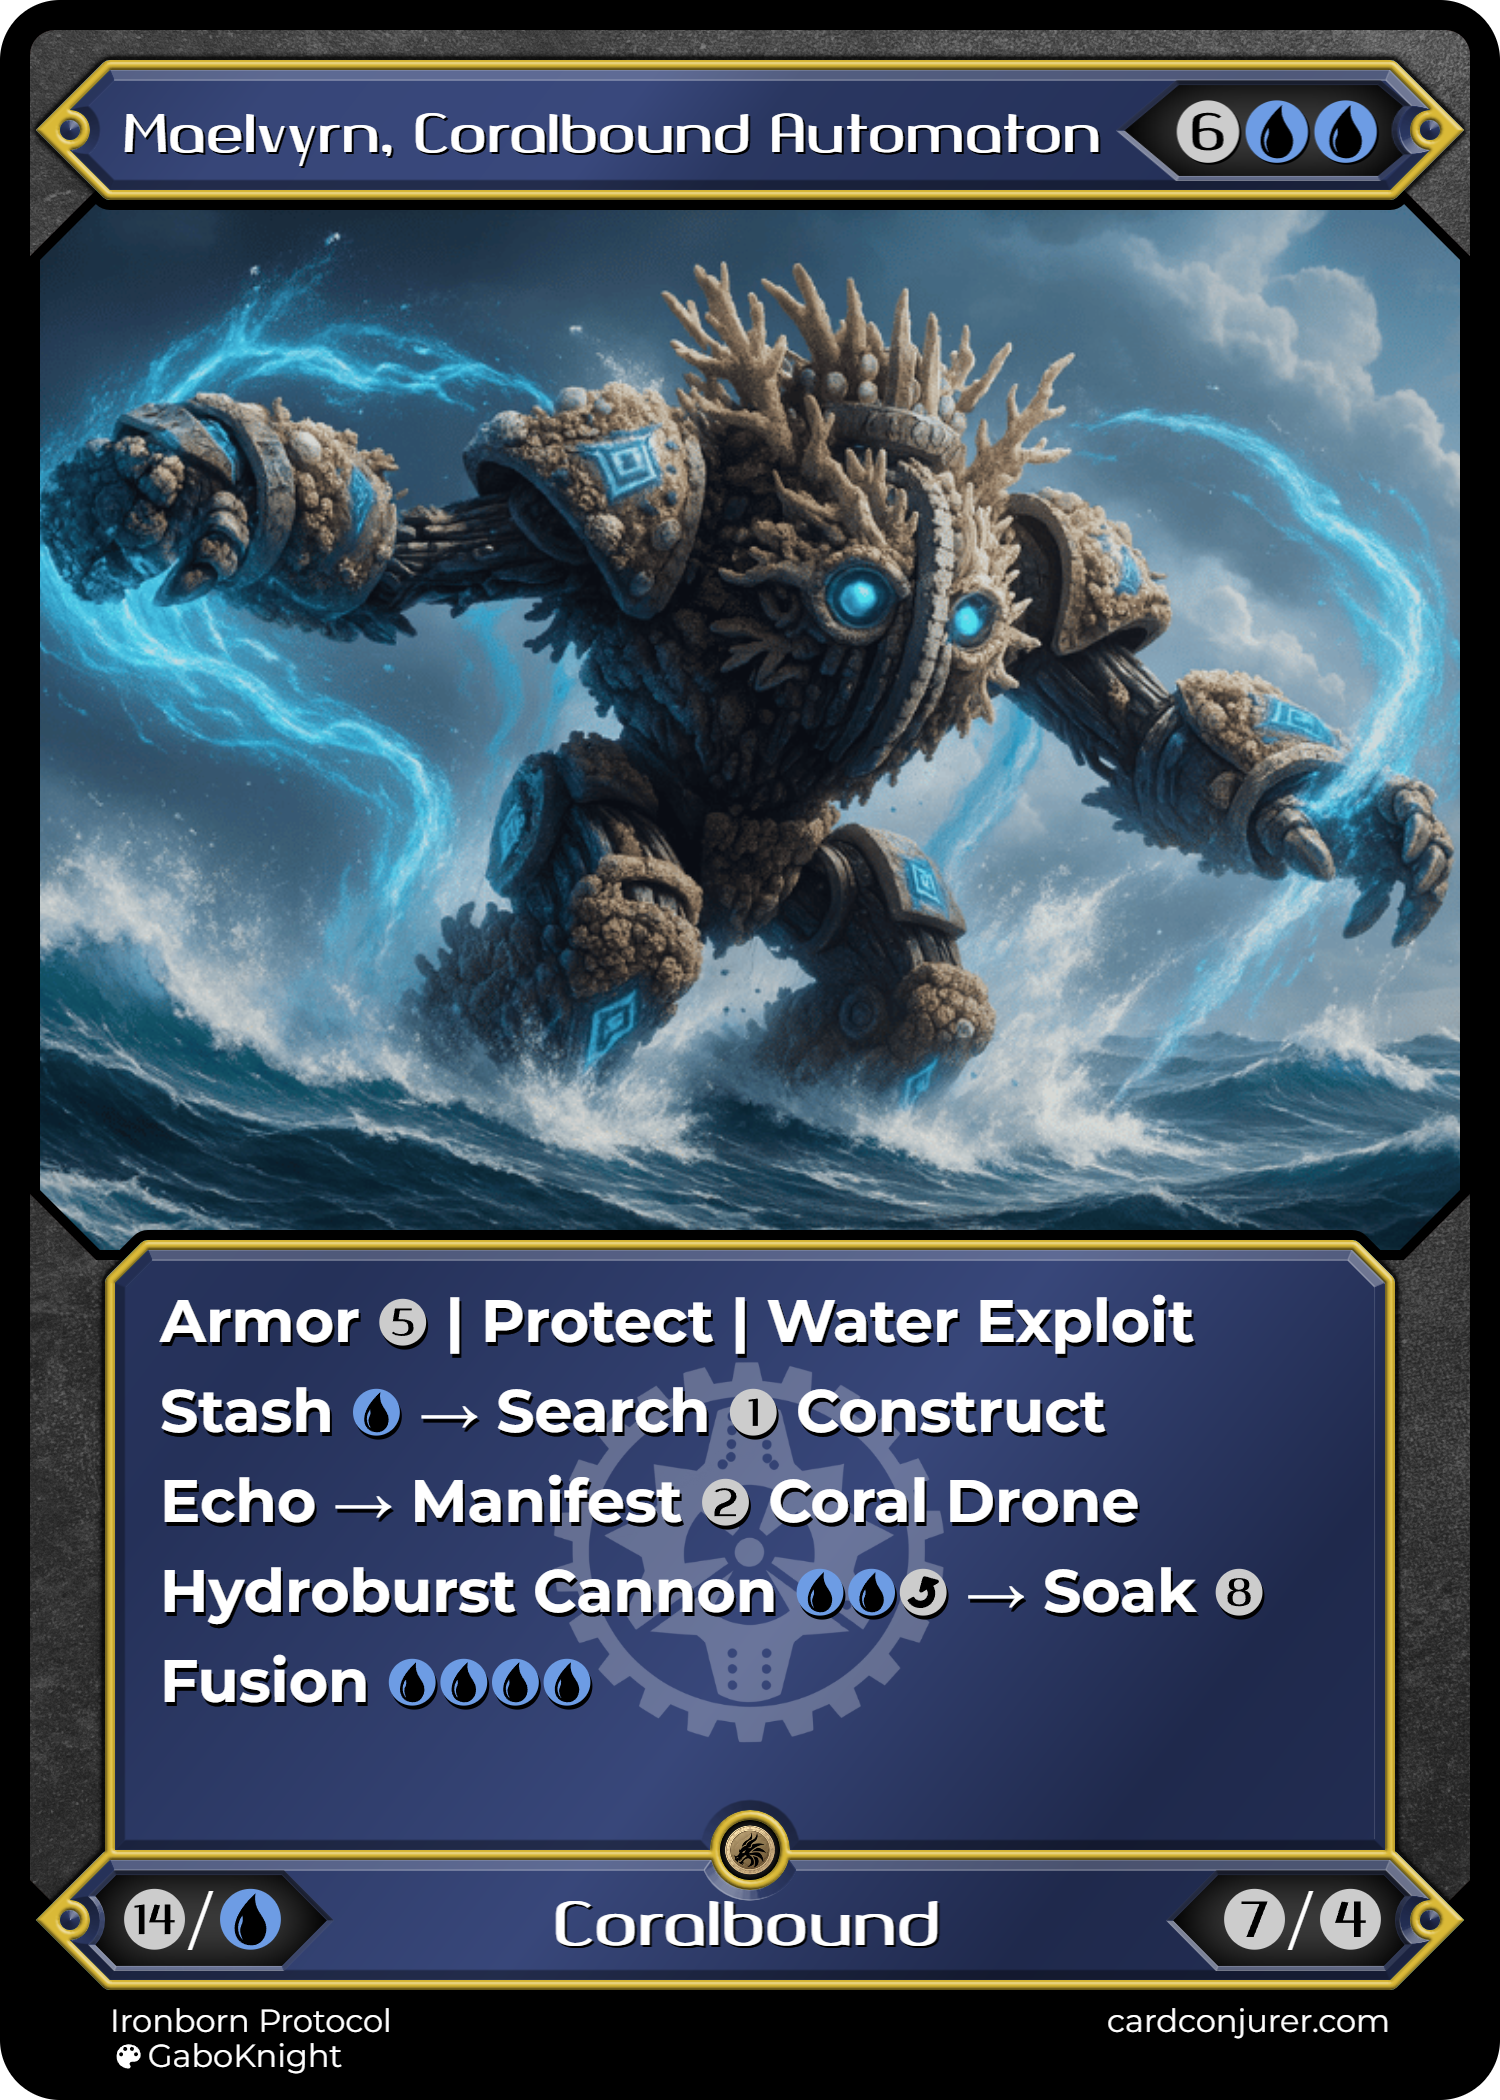 Maelvyrn, Coralbound Automaton 6
Armor 5 | Protect | Water Exploit
Stash → Search 1 Construct
Echo → Manifest 2 Coral Drone
Hydroburst Cannon → Soak 8
Fusion
14/ Coralbound 7/4
Ironborn Protocol cardconjurer.com
GaboKnight